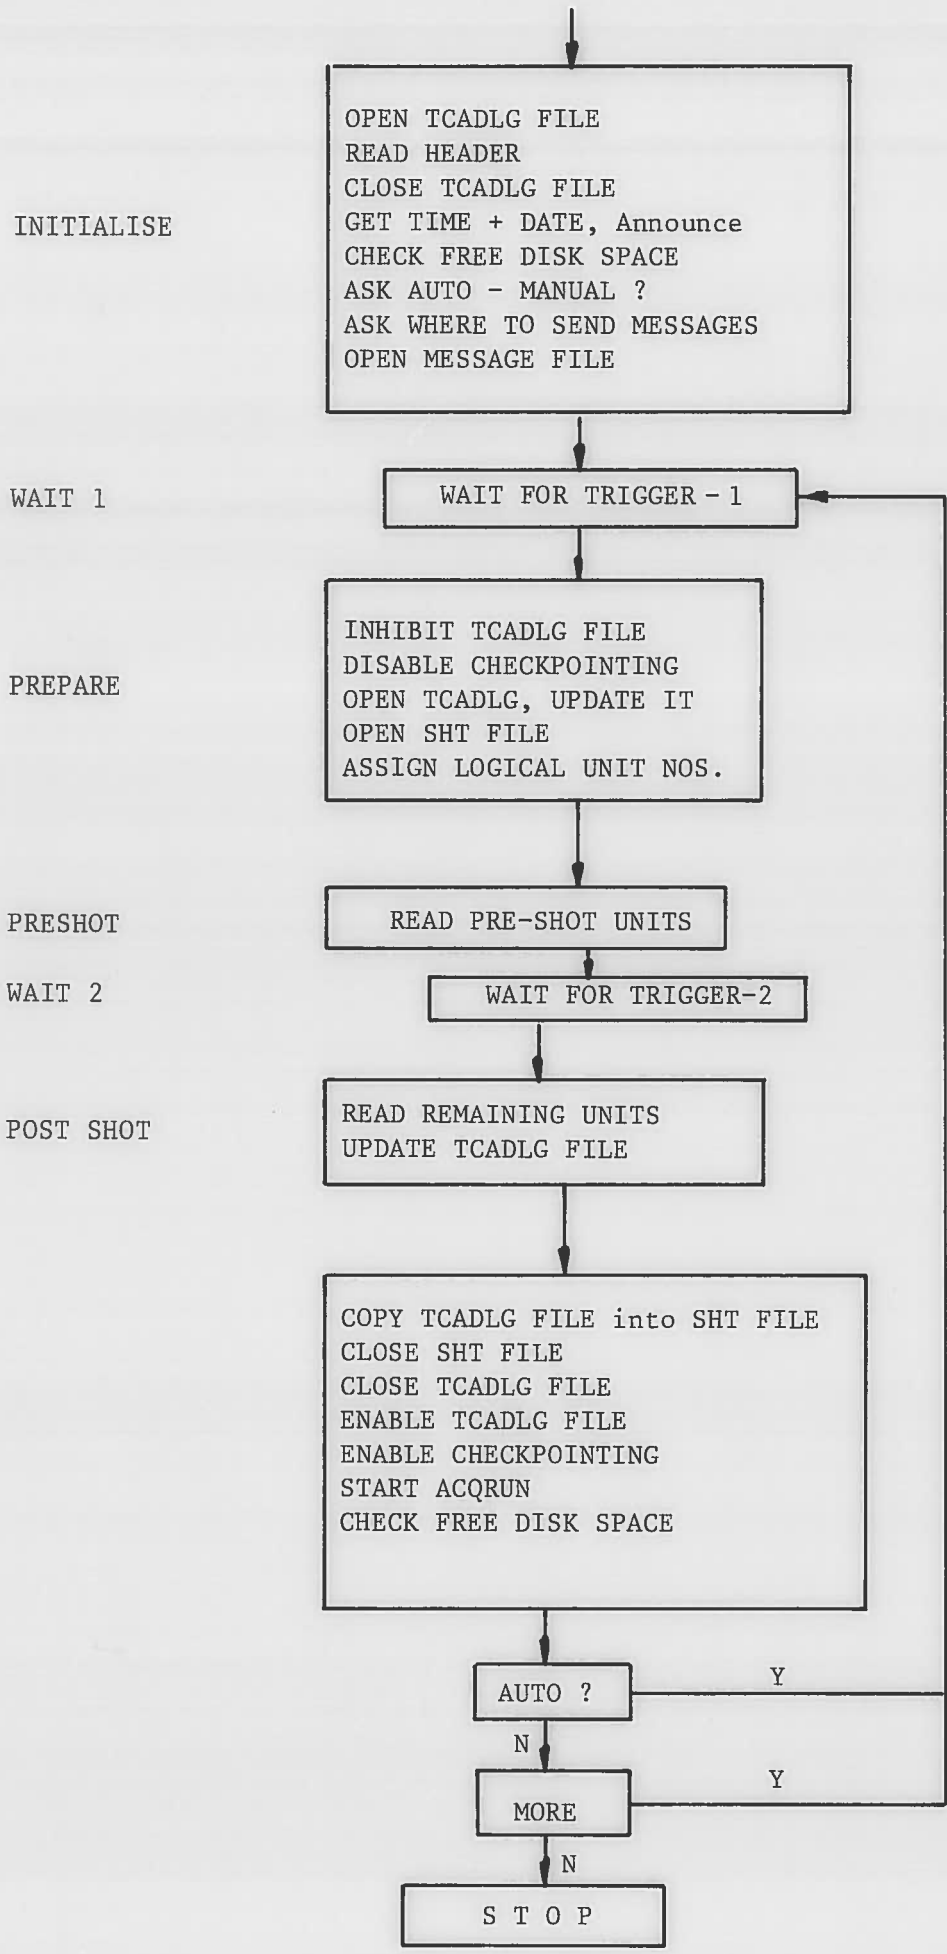 OPEN TCADLG FILE
READ HEADER
CLOSE TCADLG FILE
INITIALISE
GET TIME + DATE, Announce
CHECK FREE DISK SPACE
ASK AUTO - MANUAL ?
ASK WHERE TO SEND MESSAGES
OPEN MESSAGE FILE
WAIT 1
WAIT FOR TRIGGER - 1
INHIBIT TCADLG FILE
DISABLE CHECKPOINTING
PREPARE
OPEN TCADLG, UPDATE IT
OPEN SHT FILE
ASSIGN LOGICAL UNIT NOS.
PRESHOT
READ PRE-SHOT UNITS
WAIT 2
WAIT FOR TRIGGER-2
POST SHOT
READ REMAINING UNITS
UPDATE TCADLG FILE
COPY TCADLG FILE into SHT FILE
CLOSE SHT FILE
CLOSE TCADLG FILE
ENABLE TCADLG FILE
ENABLE CHECKPOINTING
START ACQRUN
CHECK FREE DISK SPACE
AUTO ?
Y
N
MORE
Y
N
S T O P